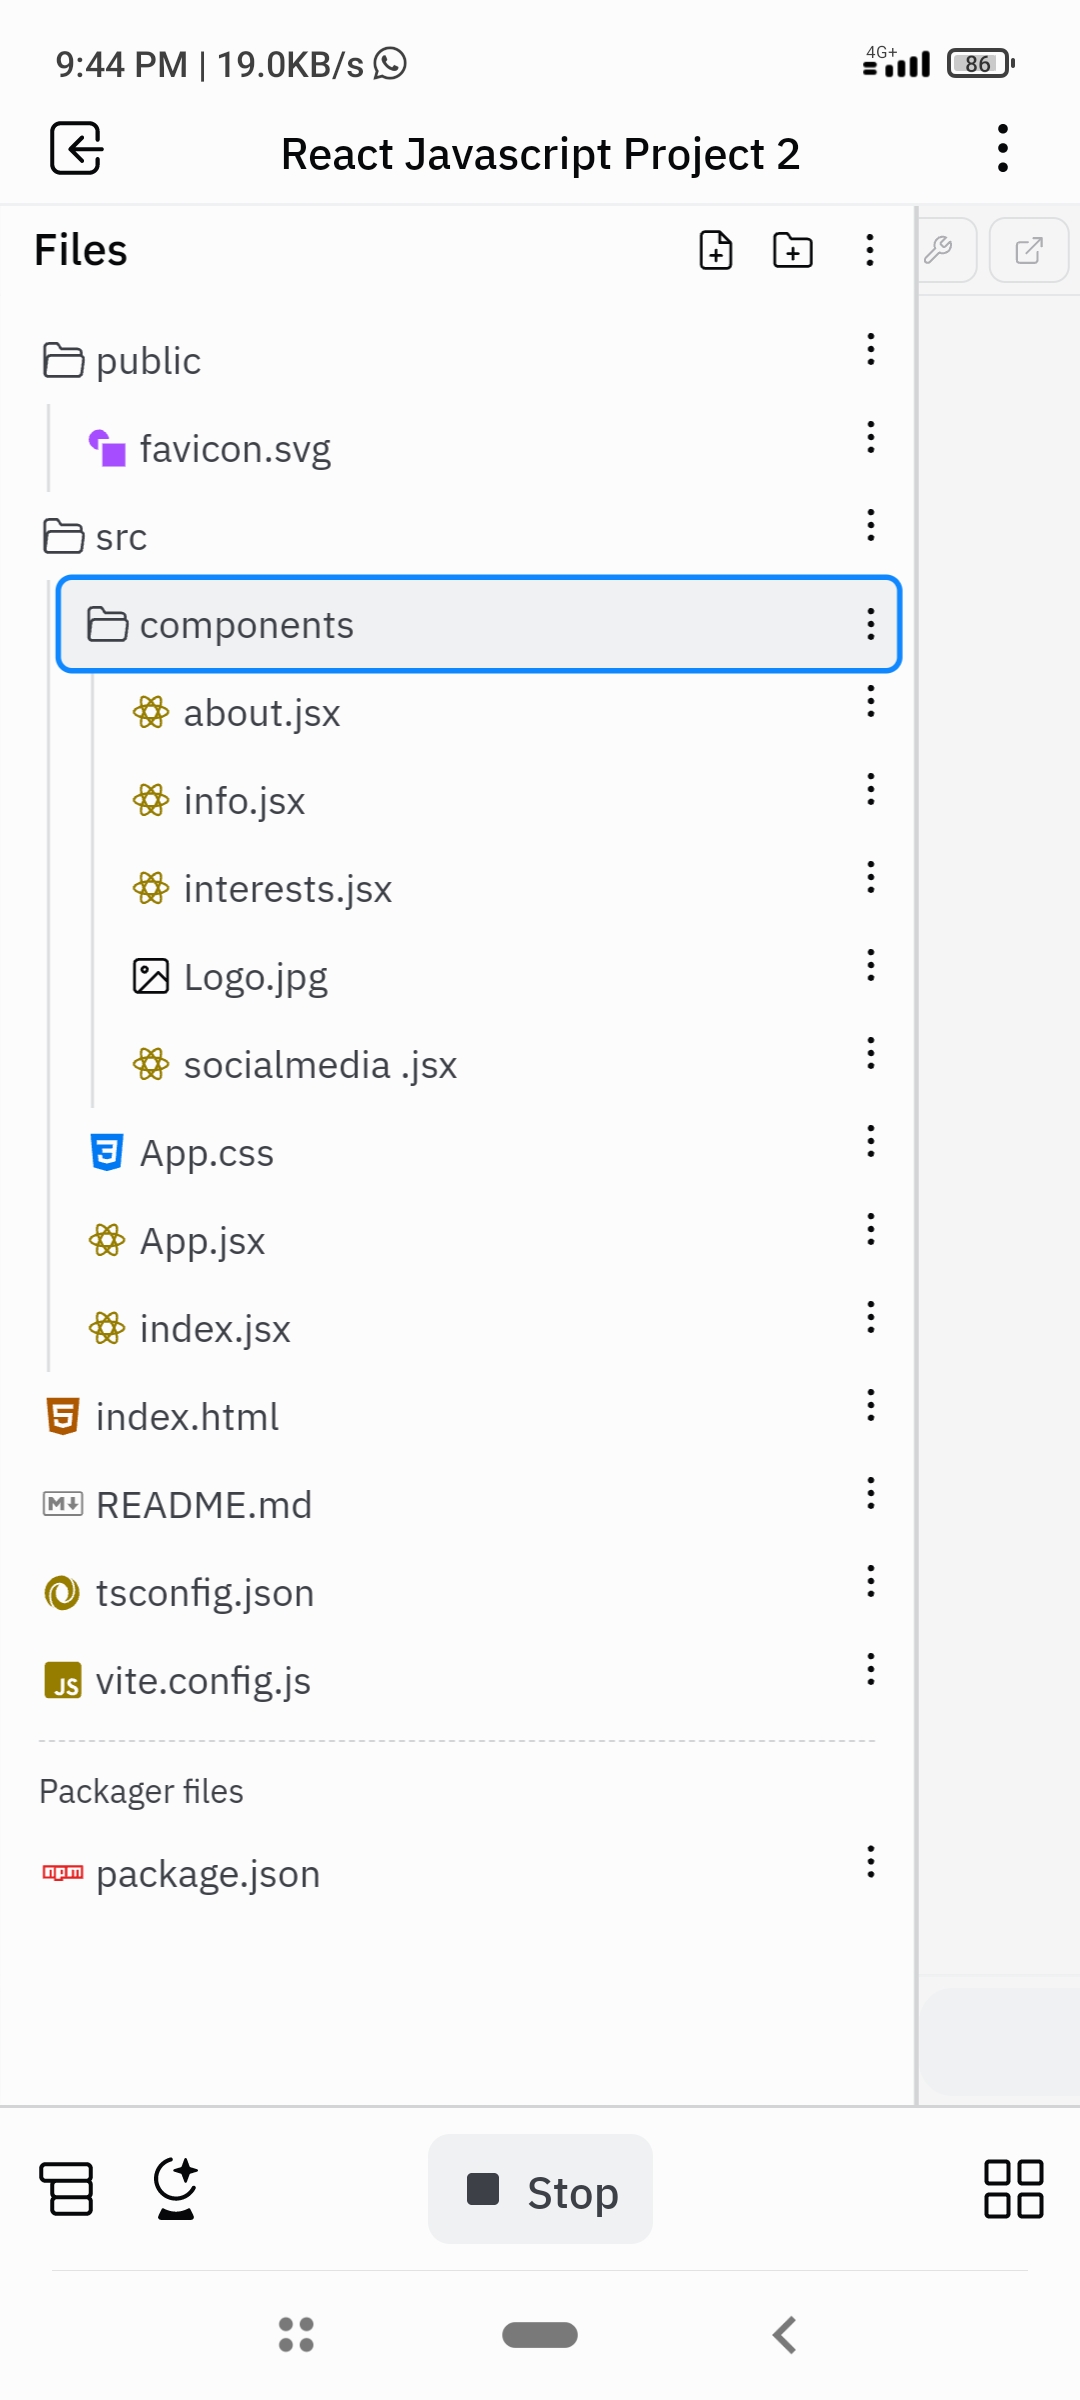 9:44 PM | 19.0KB/s 4G+ 86
React Javascript Project 2
Files
public
favicon.svg
src
components
about.jsx
info.jsx
interests.jsx
Logo.jpg
socialmedia .jsx
App.css
App.jsx
index.jsx
index.html
README.md
tsconfig.json
JS vite.config.js
Packager files
npm package.json
Stop